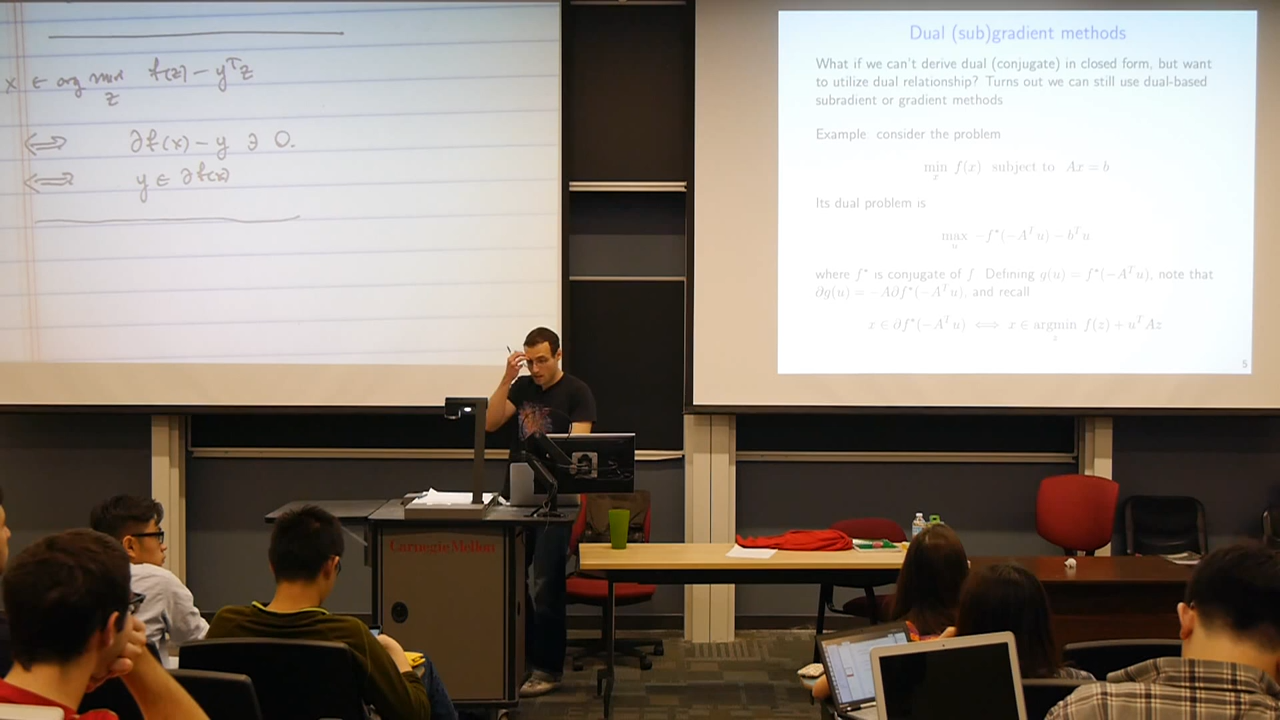 x ∈ arg min f(z) − yᵀz
z
⟺ ∂f(x) − y ∋ 0.
⟺ y ∈ ∂f(x)
Dual (sub)gradient methods
What if we can't derive dual (conjugate) in closed form, but want
to utilize dual relationship? Turns out we can still use dual-based
subradient or gradient methods
Example: consider the problem
min f(x) subject to Ax = b
x
Its dual problem is
max −f*(−Aᵀu) − bᵀu
u
where f* is conjugate of f. Defining g(u) = f*(−Aᵀu), note that
∂g(u) = −A∂f*(−Aᵀu), and recall
x ∈ ∂f*(−Aᵀu) ⟺ x ∈ argmin f(z) + uᵀAz
z
5
Carnegie Mellon